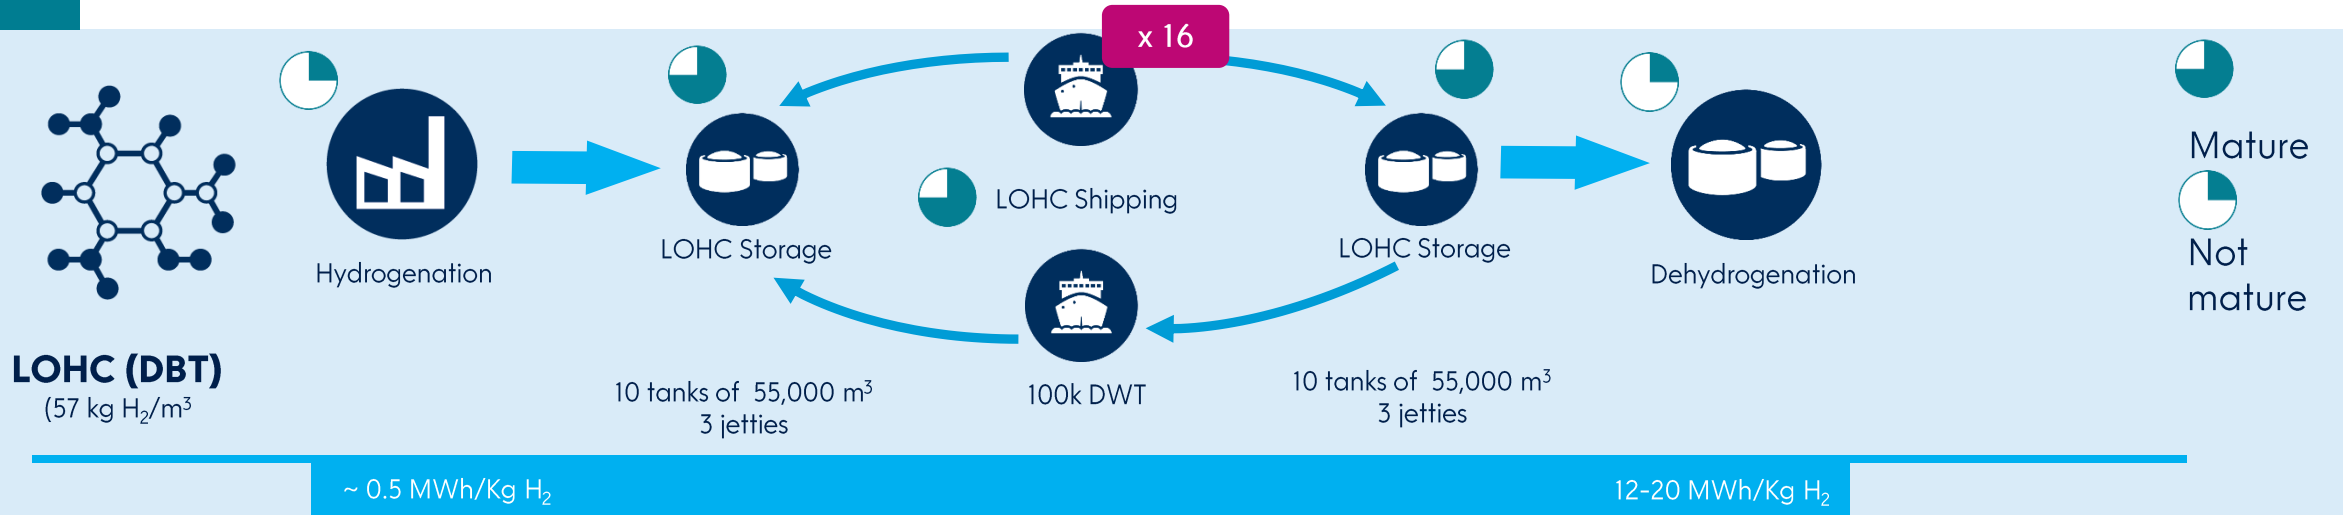 x 16
Mature
Not
mature
LOHC Shipping
LOHC Storage
LOHC Storage
Hydrogenation
Dehydrogenation
LOHC (DBT)
(57 kg H₂/m³
10 tanks of 55,000 m³
3 jetties
100k DWT
10 tanks of 55,000 m³
3 jetties
~ 0.5 MWh/Kg H₂
12-20 MWh/Kg H₂